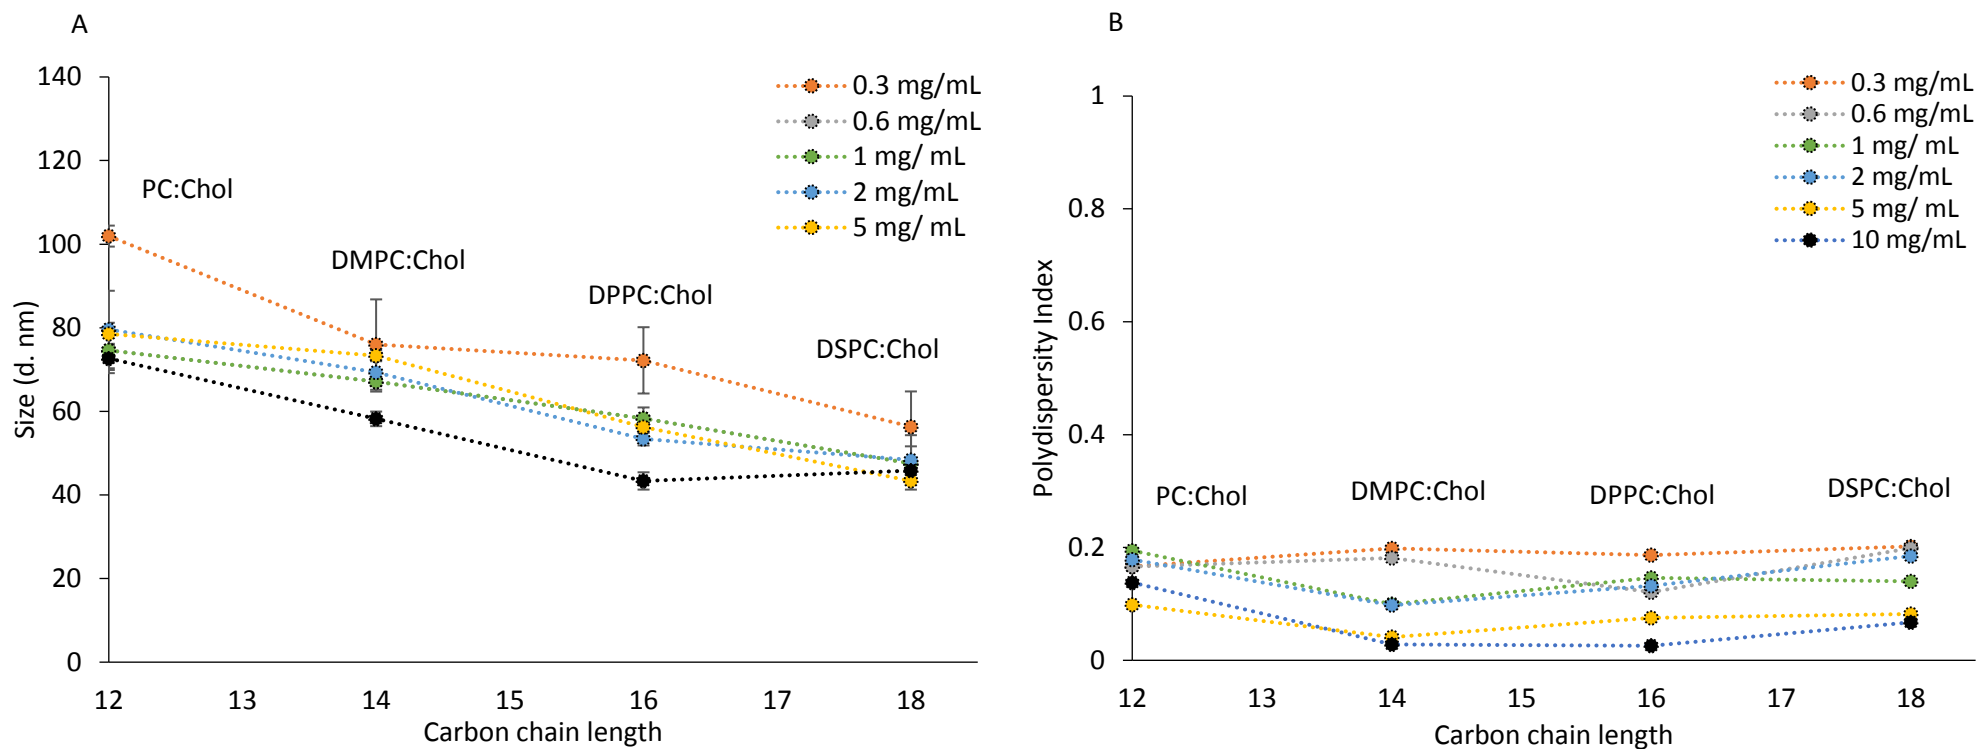 A
140
120
100
80
60
40
20
0
Size (d. nm)
12
13
14
15
16
17
18
Carbon chain length
PC:Chol
DMPC:Chol
DPPC:Chol
DSPC:Chol
0.3 mg/mL
0.6 mg/mL
1 mg/ mL
2 mg/mL
5 mg/ mL
B
1
0.8
0.6
0.4
0.2
0
Polydispersity Index
12
13
14
15
16
17
18
Carbon chain length
PC:Chol
DMPC:Chol
DPPC:Chol
DSPC:Chol
0.3 mg/mL
0.6 mg/mL
1 mg/ mL
2 mg/mL
5 mg/ mL
10 mg/mL